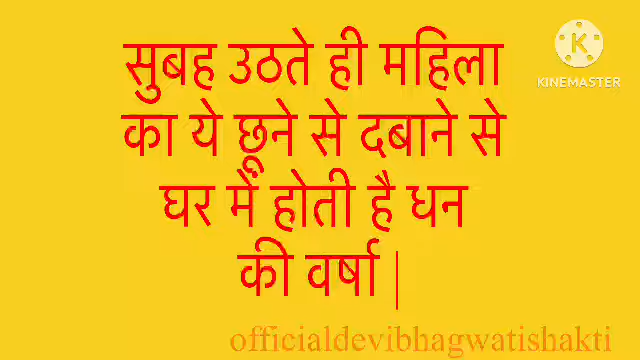 सुबह उठते ही महिला
का ये छूने से दबाने से
घर में होती है धन
की वर्षा |
KINEMASTER
officialdevibhagwatishakti